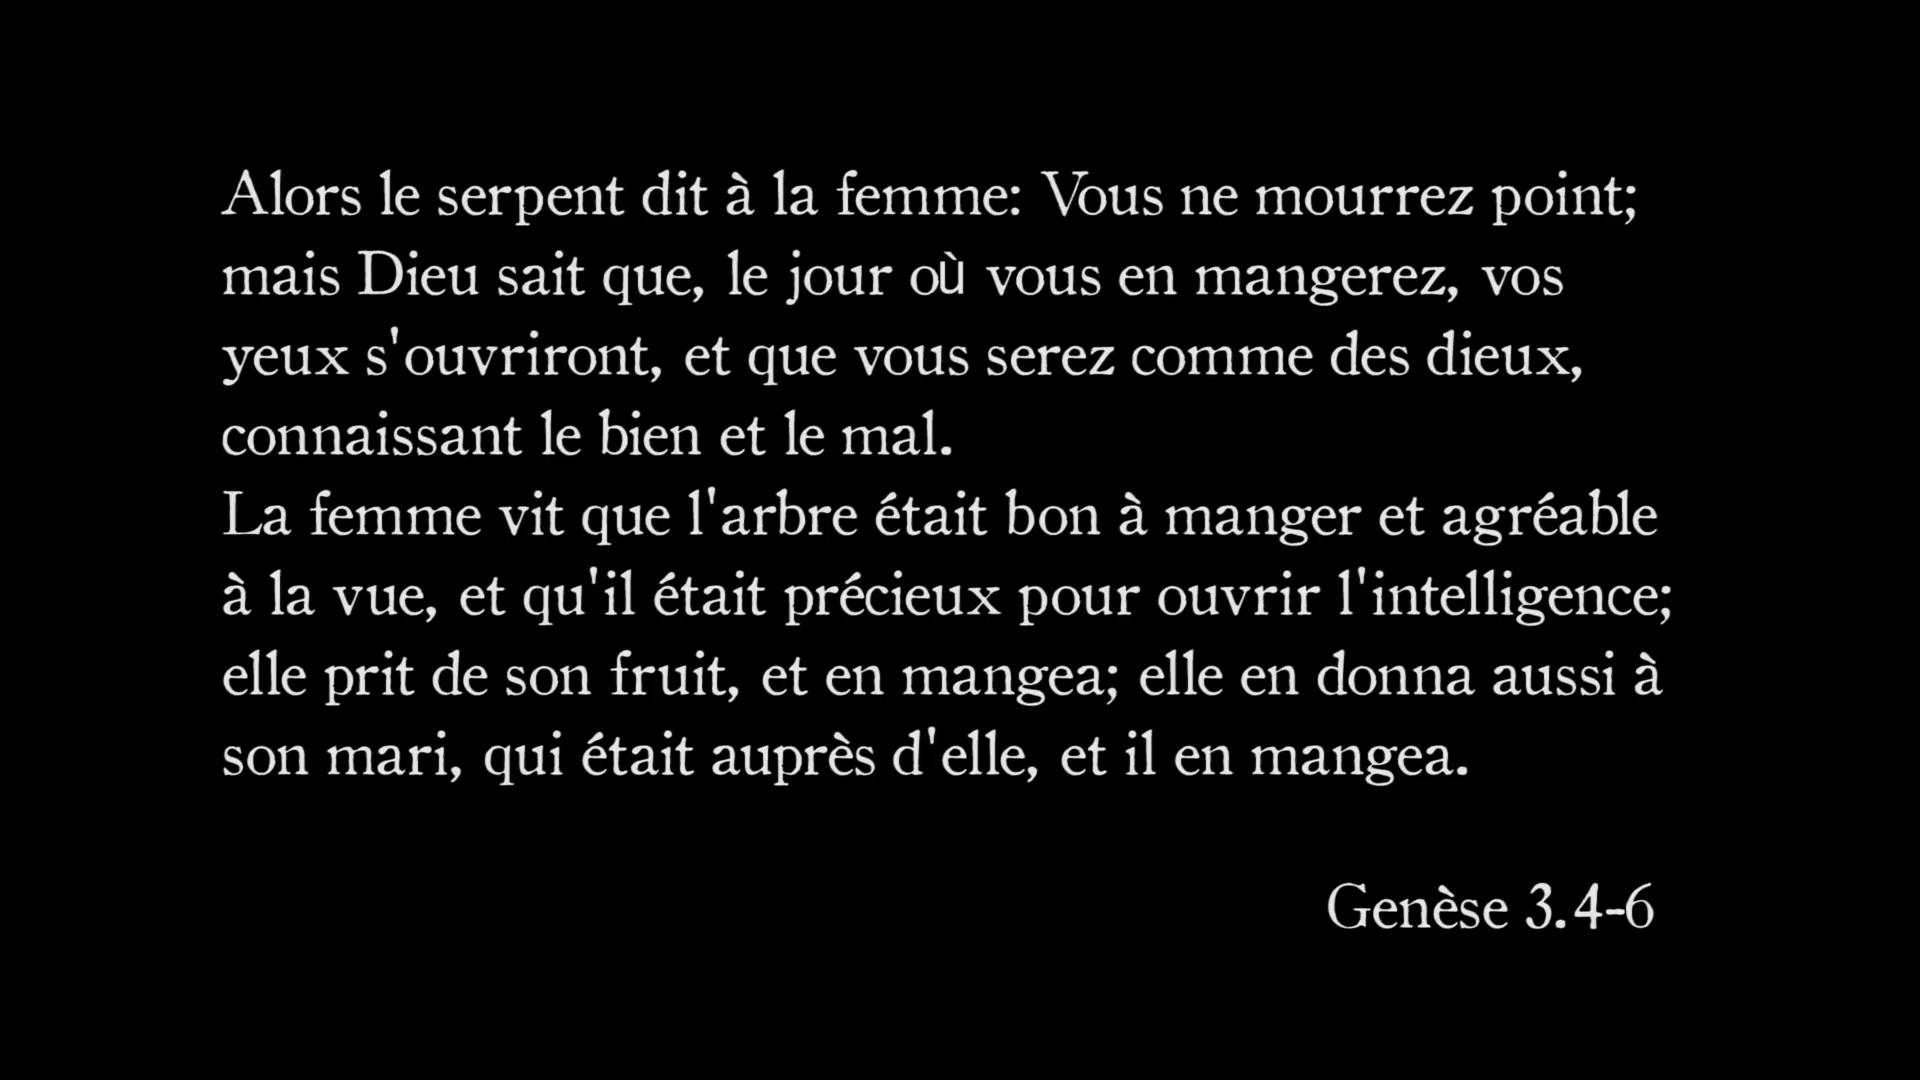 Alors le serpent dit à la femme: Vous ne mourrez point;
mais Dieu sait que, le jour où vous en mangerez, vos
yeux s'ouvriront, et que vous serez comme des dieux,
connaissant le bien et le mal.
La femme vit que l'arbre était bon à manger et agréable
à la vue, et qu'il était précieux pour ouvrir l'intelligence;
elle prit de son fruit, et en mangea; elle en donna aussi à
son mari, qui était auprès d'elle, et il en mangea.
Genèse 3.4-6